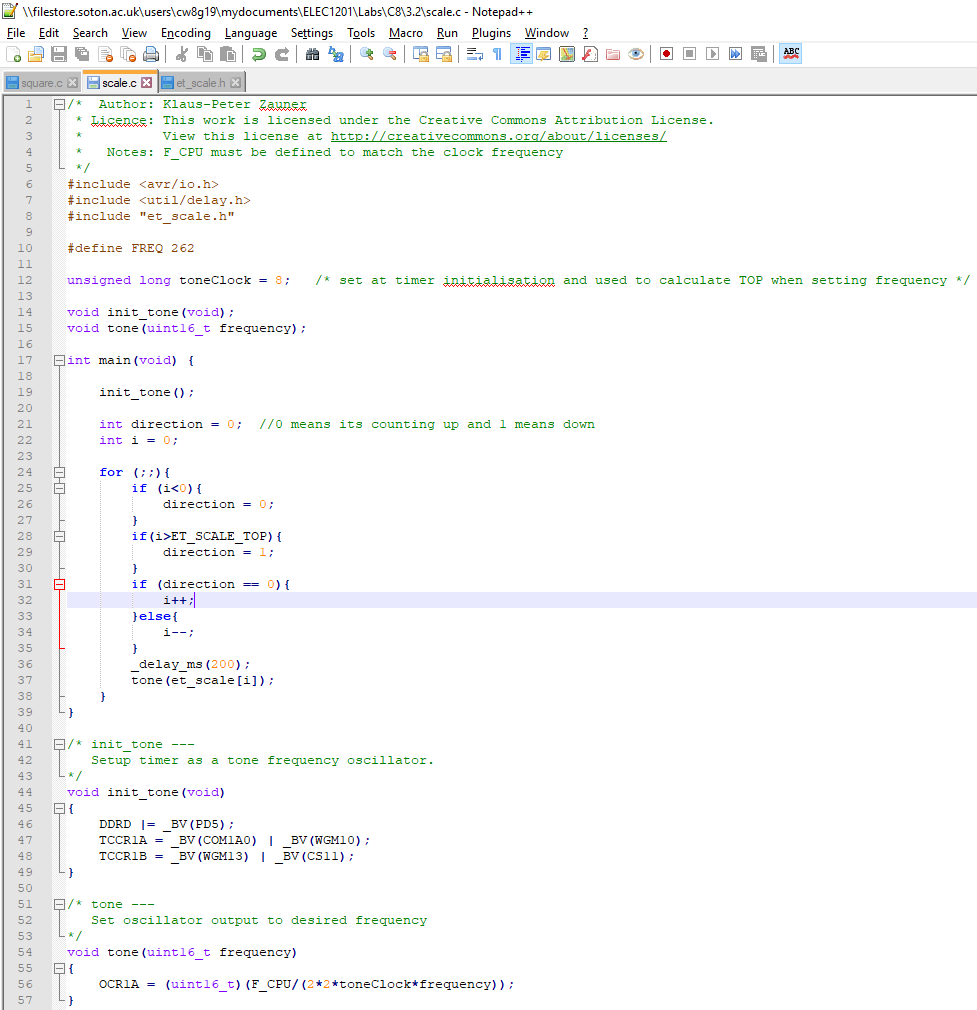 \\filestore.soton.ac.uk\users\cw8g19\mydocuments\ELEC1201\Labs\C8\3.2\scale.c - Notepad++
File Edit Search View Encoding Language Settings Tools Macro Run Plugins Window ?
ABC
square.c scale.c et_scale.h
1 /*  Author: Klaus-Peter Zauner
2  * Licence: This work is licensed under the Creative Commons Attribution License.
3  *          View this license at http://creativecommons.org/about/licenses/
4  *   Notes: F_CPU must be defined to match the clock frequency
5  */
6 #include <avr/io.h>
7 #include <util/delay.h>
8 #include "et_scale.h"
9
10 #define FREQ 262
11
12 unsigned long toneClock = 8;   /* set at timer initialisation and used to calculate TOP when setting frequency */
13
14 void init_tone(void);
15 void tone(uint16_t frequency);
16
17 int main(void) {
18
19     init_tone();
20
21     int direction = 0;  //0 means its counting up and 1 means down
22     int i = 0;
23
24     for (;;){
25         if (i<0){
26             direction = 0;
27         }
28         if(i>ET_SCALE_TOP){
29             direction = 1;
30         }
31         if (direction == 0){
32             i++;
33         }else{
34             i--;
35         }
36         _delay_ms(200);
37         tone(et_scale[i]);
38     }
39 }
40
41 /* init_tone ---
42    Setup timer as a tone frequency oscillator.
43 */
44 void init_tone(void)
45 {
46     DDRD |= _BV(PD5);
47     TCCR1A = _BV(COM1A0) | _BV(WGM10);
48     TCCR1B = _BV(WGM13) | _BV(CS11);
49 }
50
51 /* tone ---
52    Set oscillator output to desired frequency
53 */
54 void tone(uint16_t frequency)
55 {
56     OCR1A = (uint16_t)(F_CPU/(2*2*toneClock*frequency));
57 }